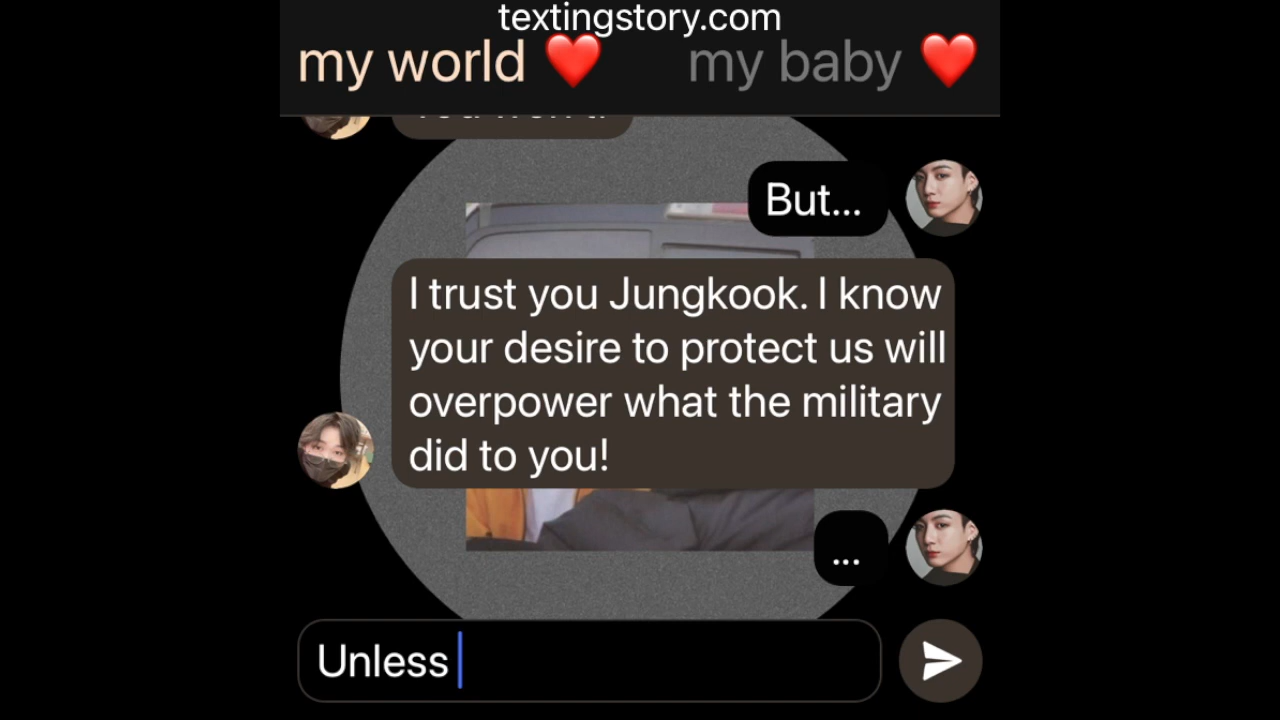 textingstory.com
my world ❤️ my baby ❤️
But...
I trust you Jungkook. I know
your desire to protect us will
overpower what the military
did to you!
...
Unless